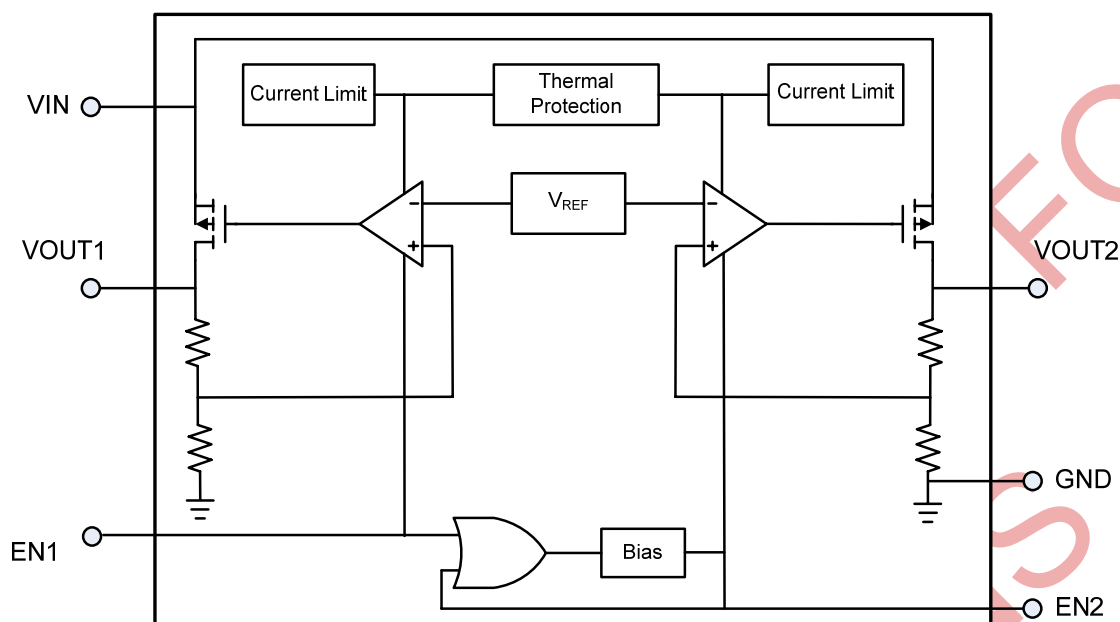 Current Limit
Thermal
Protection
Current Limit
VIN
VREF
VOUT1
VOUT2
GND
EN1
Bias
EN2